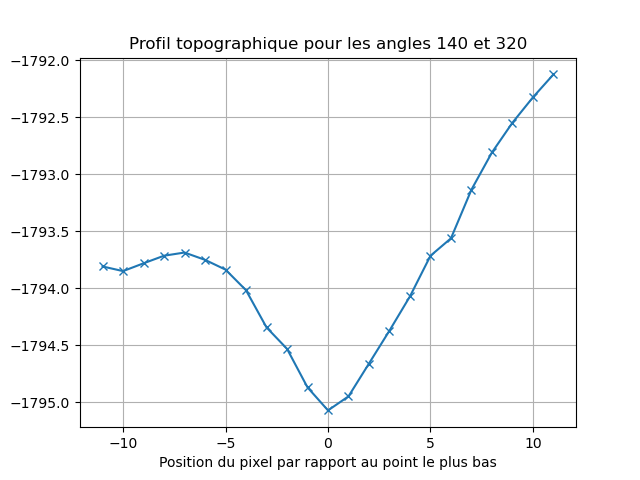 Profil topographique pour les angles 140 et 320
−1792.0
−1792.5
−1793.0
−1793.5
−1794.0
−1794.5
−1795.0
−10 −5 0 5 10
Position du pixel par rapport au point le plus bas